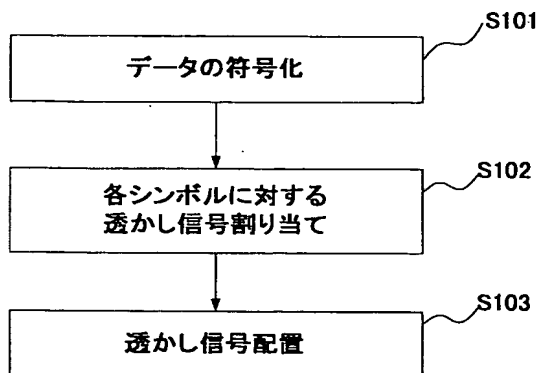 S101
データの符号化
S102
各シンボルに対する
透かし信号割り当て
S103
透かし信号配置